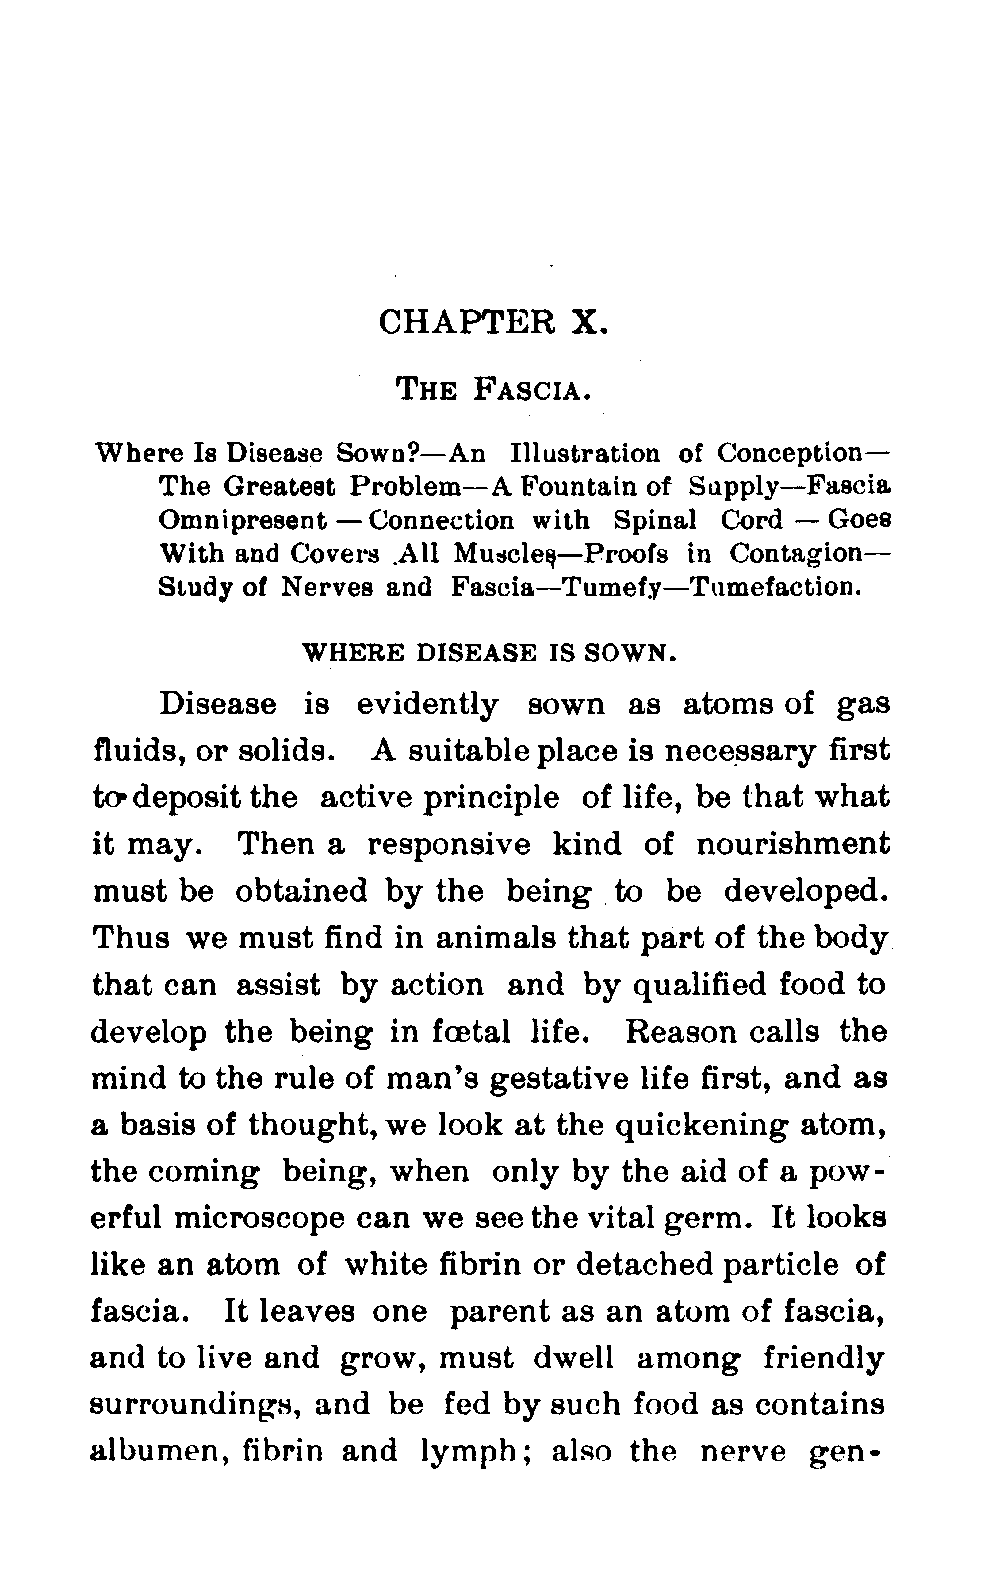 CHAPTER X.
THE FASCIA.
Where Is Disease Sown?—An Illustration of Conception—
The Greatest Problem—A Fountain of Supply—Fascia
Omnipresent — Connection with Spinal Cord — Goes
With and Covers All Muscles—Proofs in Contagion—
Study of Nerves and Fascia—Tumefy—Tumefaction.
WHERE DISEASE IS SOWN.
Disease is evidently sown as atoms of gas
fluids, or solids. A suitable place is necessary first
to deposit the active principle of life, be that what
it may. Then a responsive kind of nourishment
must be obtained by the being to be developed.
Thus we must find in animals that part of the body
that can assist by action and by qualified food to
develop the being in fœtal life. Reason calls the
mind to the rule of man's gestative life first, and as
a basis of thought, we look at the quickening atom,
the coming being, when only by the aid of a pow-
erful microscope can we see the vital germ. It looks
like an atom of white fibrin or detached particle of
fascia. It leaves one parent as an atom of fascia,
and to live and grow, must dwell among friendly
surroundings, and be fed by such food as contains
albumen, fibrin and lymph; also the nerve gen-